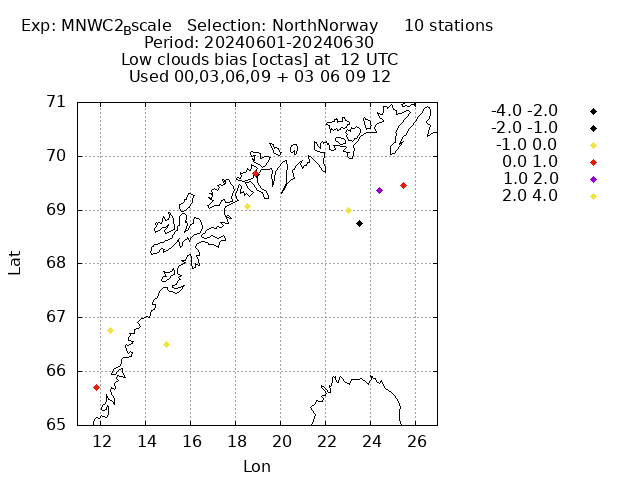 Exp: MNWC2_Bscale   Selection: NorthNorway     10 stations
Period: 20240601-20240630
Low clouds bias [octas] at  12 UTC
Used 00,03,06,09 + 03 06 09 12
71
70
69
68
67
66
65
Lat
12 14 16 18 20 22 24 26
Lon
-4.0 -2.0
-2.0 -1.0
-1.0 0.0
0.0 1.0
1.0 2.0
2.0 4.0